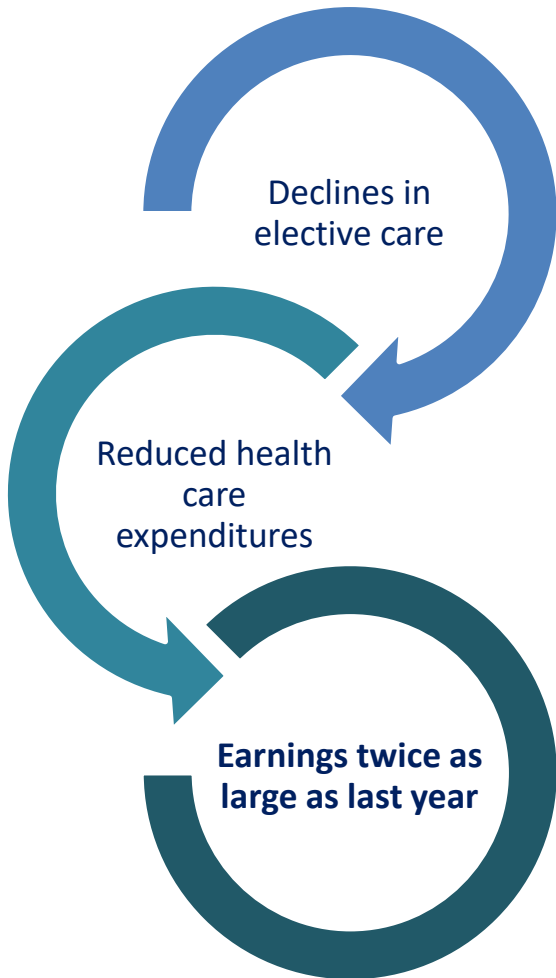 Declines in
elective care
Reduced health
care
expenditures
Earnings twice as
large as last year